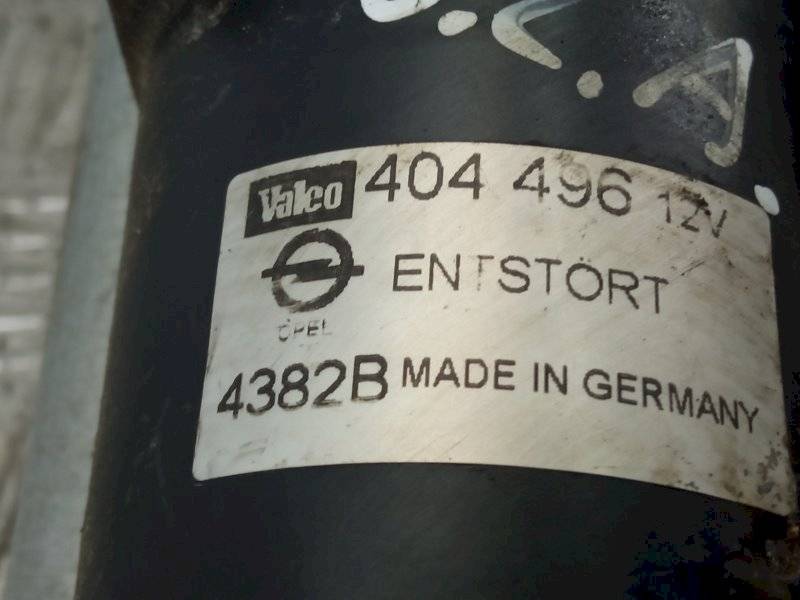 Valeo 404 496 12V
ENTSTÖRT
OPEL
4382B MADE IN GERMANY